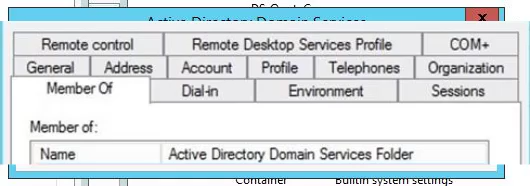 Active Directory Domain Services
Remote control Remote Desktop Services Profile COM+
General Address Account Profile Telephones Organization
Member Of Dial-in Environment Sessions
Member of:
Name Active Directory Domain Services Folder
Container Builtin system settings